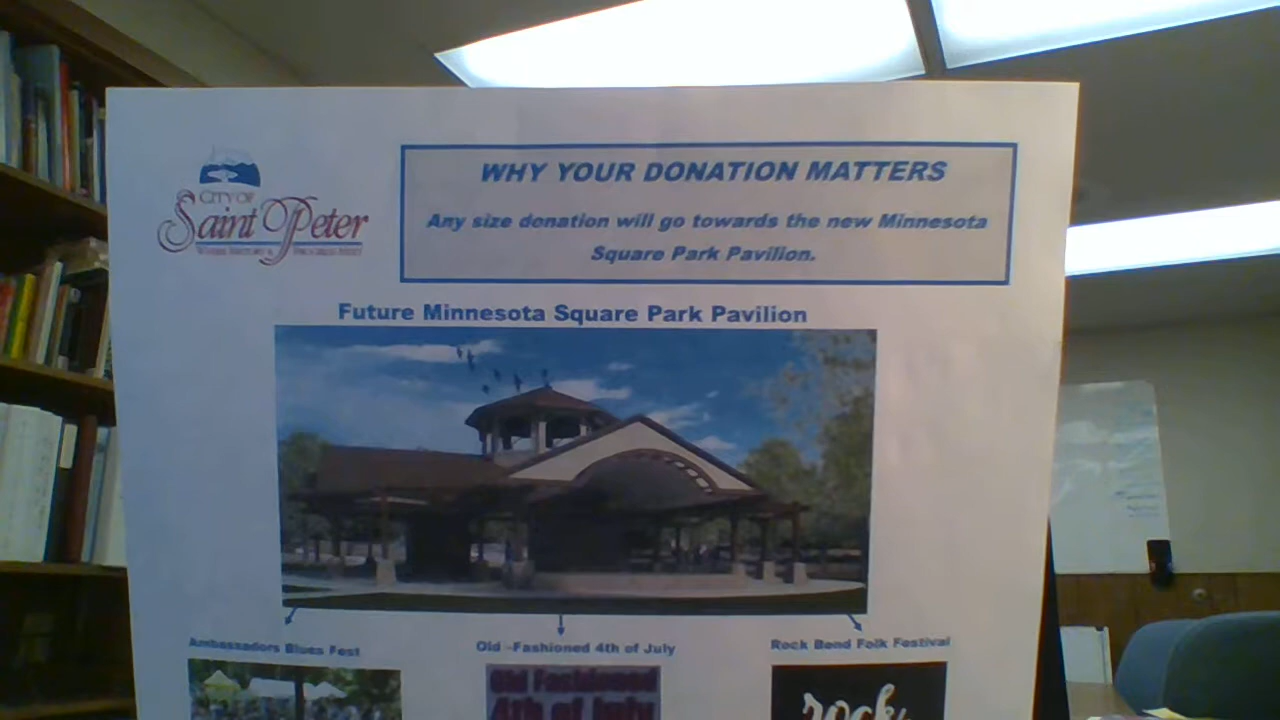 CITY OF
Saint Peter
WHY YOUR DONATION MATTERS
Any size donation will go towards the new Minnesota
Square Park Pavilion.
Future Minnesota Square Park Pavilion
Ambassadors Blues Fest
Old -Fashioned 4th of July
Rock Bend Folk Festival
Old Fashioned
4th of July
rock